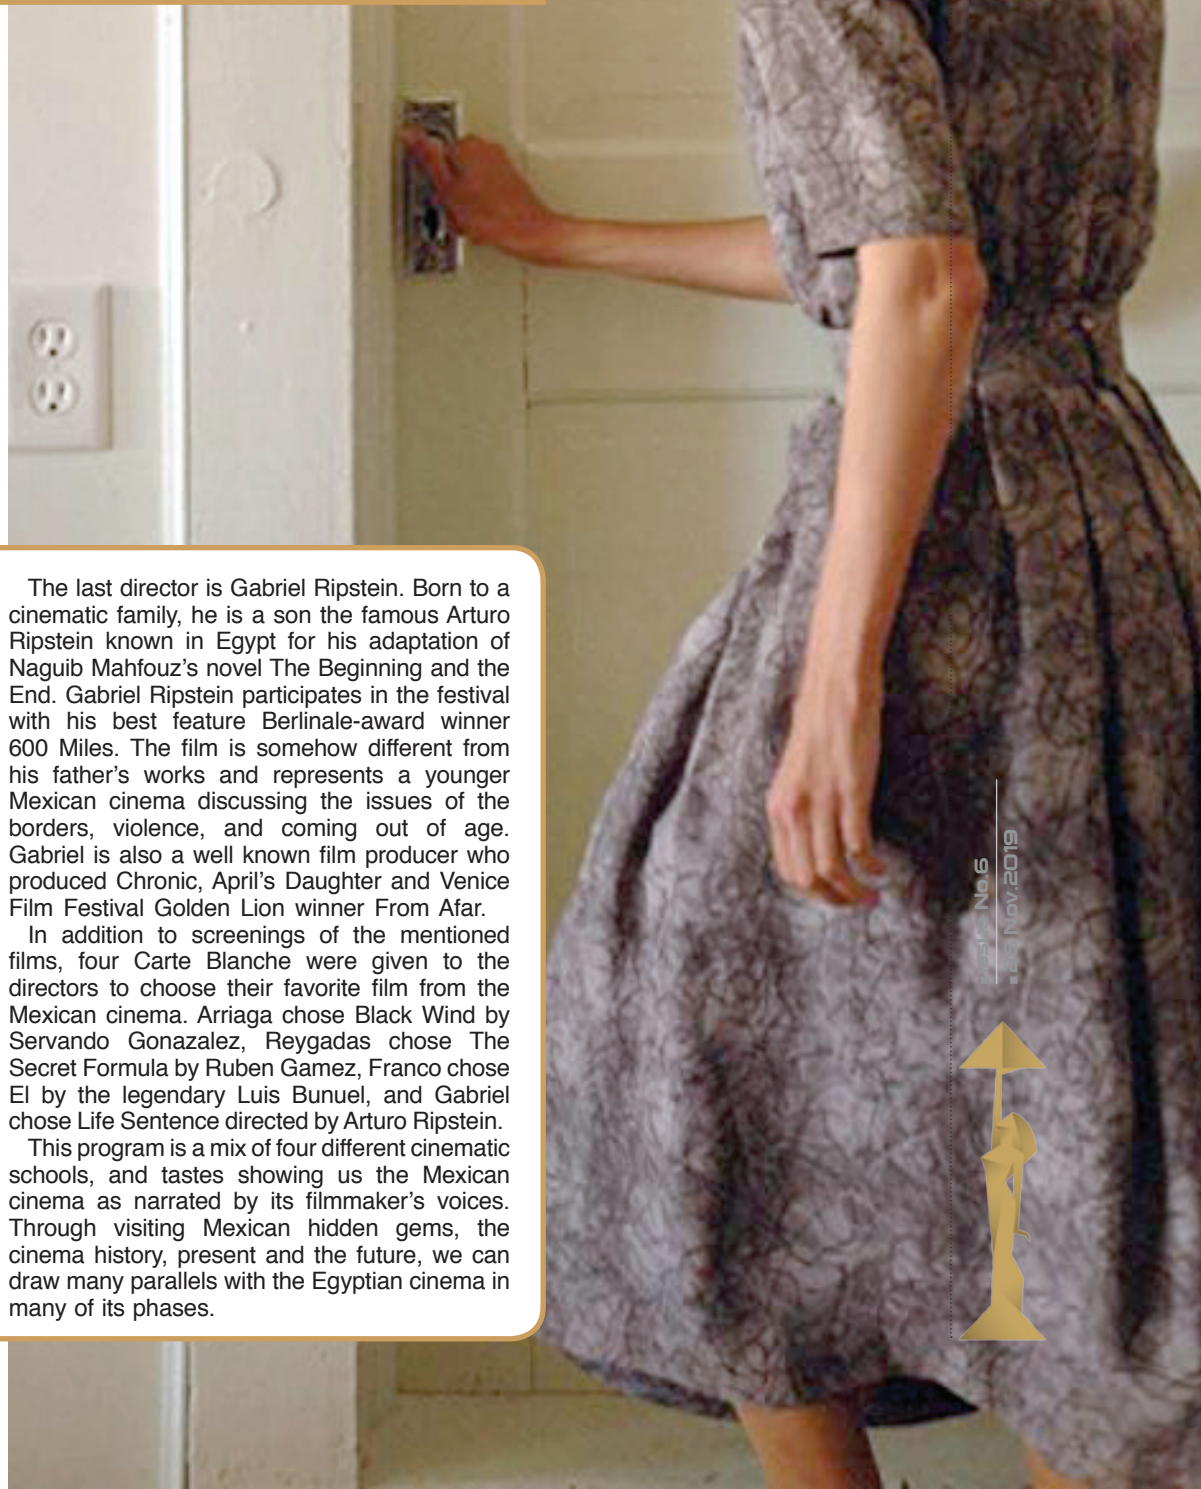 The last director is Gabriel Ripstein. Born to a
cinematic family, he is a son the famous Arturo
Ripstein known in Egypt for his adaptation of
Naguib Mahfouz’s novel The Beginning and the
End. Gabriel Ripstein participates in the festival
with his best feature Berlinale-award winner
600 Miles. The film is somehow different from
his father’s works and represents a younger
Mexican cinema discussing the issues of the
borders, violence, and coming out of age.
Gabriel is also a well known film producer who
produced Chronic, April’s Daughter and Venice
Film Festival Golden Lion winner From Afar.
In addition to screenings of the mentioned
films, four Carte Blanche were given to the
directors to choose their favorite film from the
Mexican cinema. Arriaga chose Black Wind by
Servando Gonazalez, Reygadas chose The
Secret Formula by Ruben Gamez, Franco chose
El by the legendary Luis Bunuel, and Gabriel
chose Life Sentence directed by Arturo Ripstein.
This program is a mix of four different cinematic
schools, and tastes showing us the Mexican
cinema as narrated by its filmmaker’s voices.
Through visiting Mexican hidden gems, the
cinema history, present and the future, we can
draw many parallels with the Egyptian cinema in
many of its phases.
No.6
Nov.2019